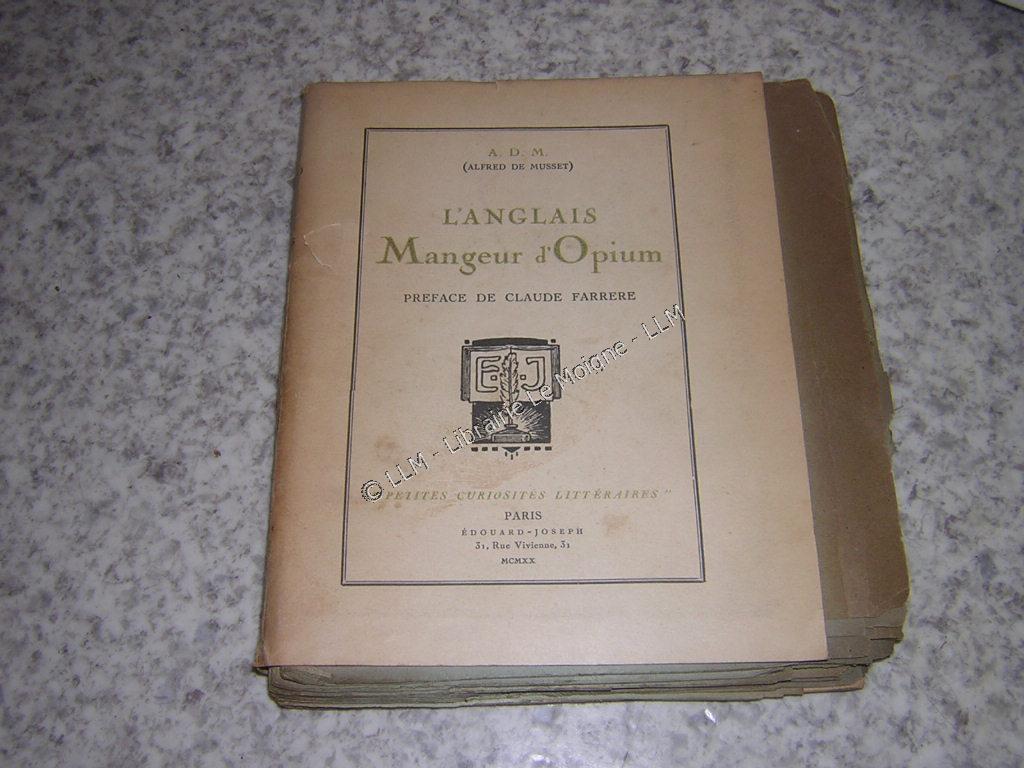 A. D. M.
(ALFRED DE MUSSET)
L'ANGLAIS
Mangeur d'Opium
PREFACE DE CLAUDE FARRERE
E J
© LLM - Librairie Le Moigne - LLM
"PETITES CURIOSITÉS LITTÉRAIRES"
PARIS
ÉDOUARD-JOSEPH
31, Rue Vivienne, 31
MCMXX